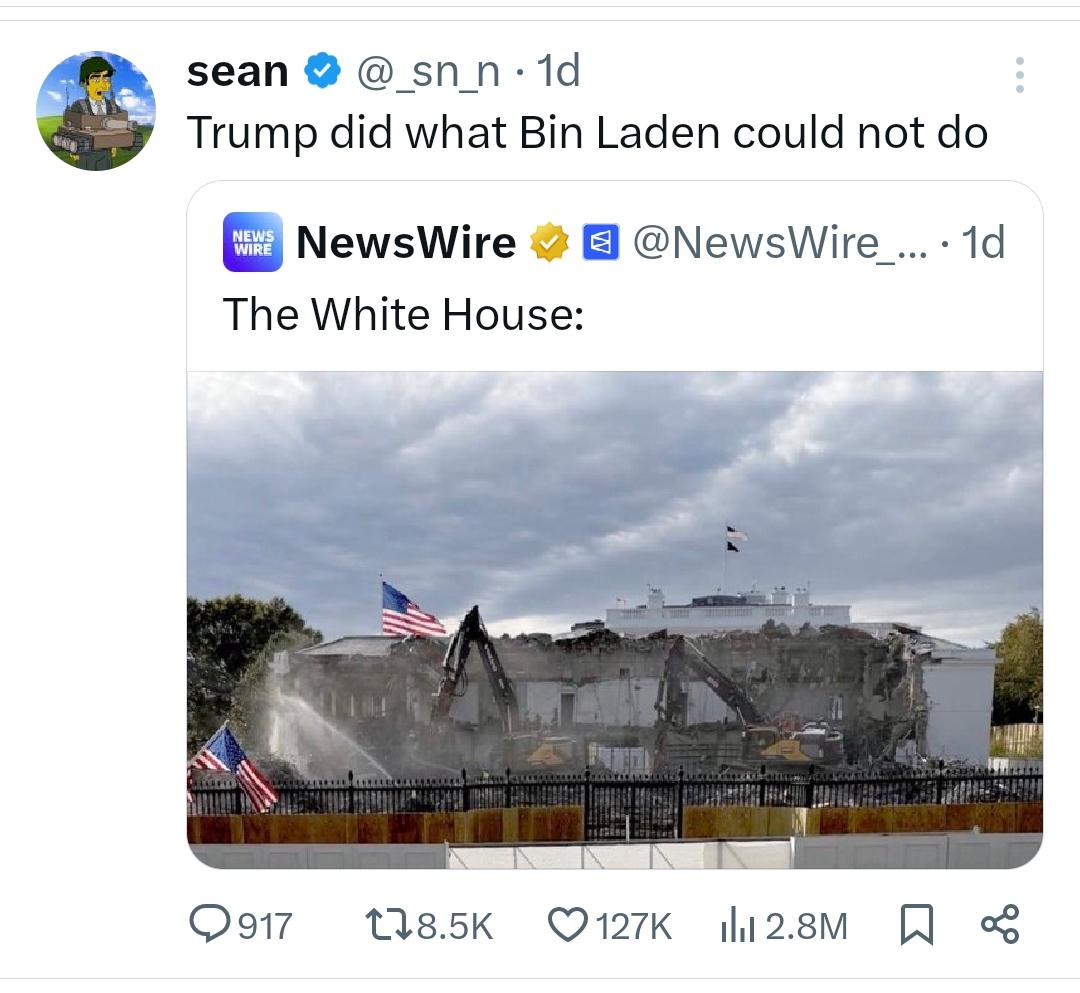 sean @_sn_n · 1d
Trump did what Bin Laden could not do
NEWS
WIRE
NewsWire @NewsWire_... · 1d
The White House:
917 8.5K 127K 2.8M